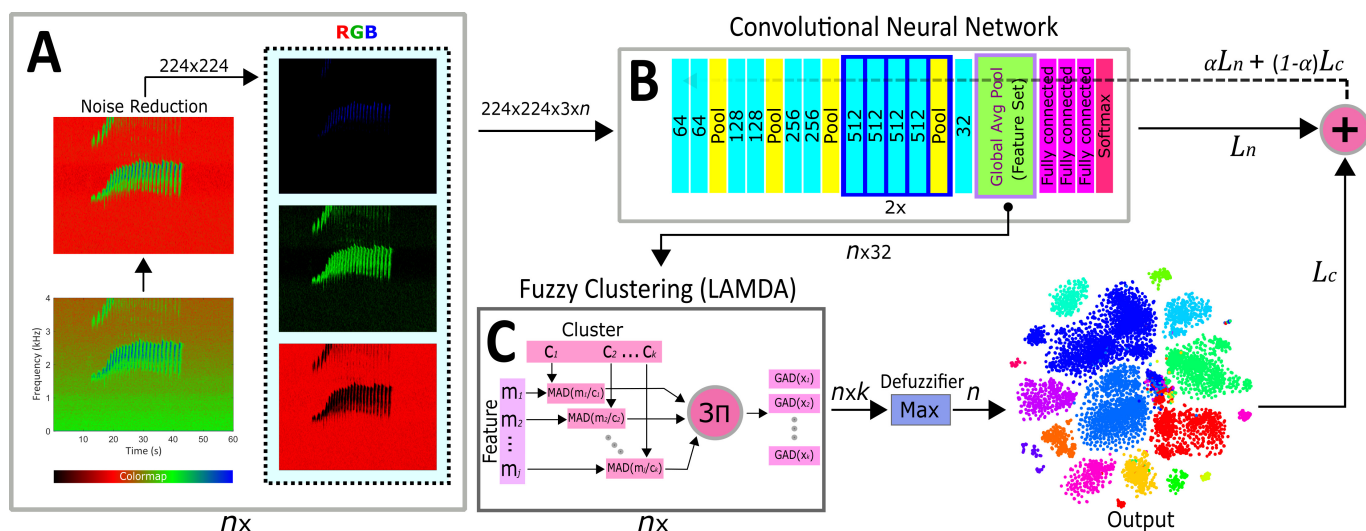 A
RGB
224x224
Noise Reduction
4
3
2
1
0
Frequency (kHz)
10
20
30
40
50
60
Time (s)
Colormap
nx
224x224x3xn
Convolutional Neural Network
B
64
64
Pool
128
128
Pool
256
256
Pool
512
512
512
512
Pool
32
Global Avg Pool
(Feature Set)
Fully connected
Fully connected
Fully connected
Softmax
2x
αLn + (1-α)Lc
+
Ln
Lc
nx32
Fuzzy Clustering (LAMDA)
C
Cluster
C1 C2 ... Ck
Feature
m1
m2
...
mj
MAD(m1/c1)
MAD(m2/c2)
MAD(mj/ck)
3Π
GAD(x1)
GAD(x2)
GAD(xk)
nx
nxk
Defuzzifier
Max
n
Output